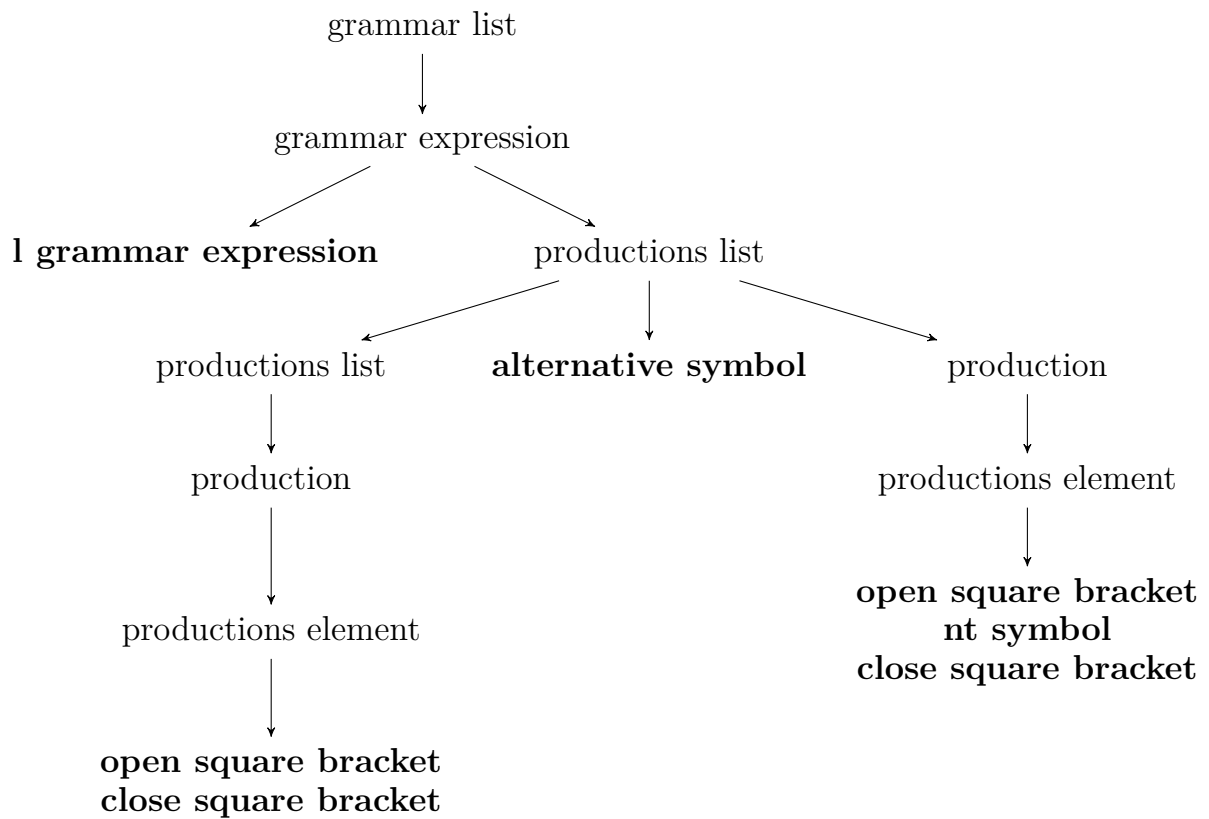 grammar list
grammar expression
l grammar expression
productions list
productions list
alternative symbol
production
production
productions element
open square bracket
nt symbol
close square bracket
productions element
open square bracket
close square bracket